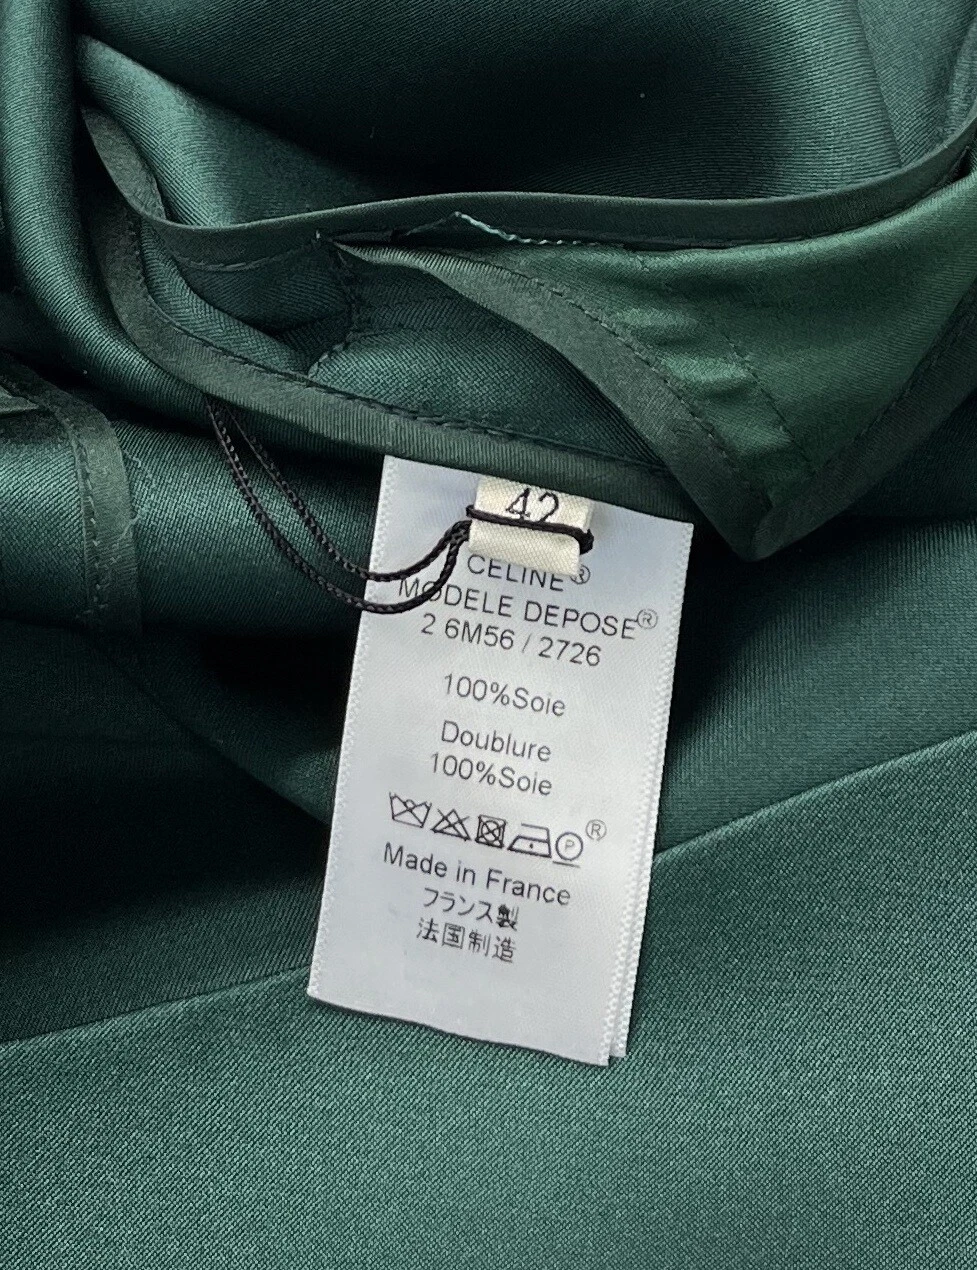 42
CELINE®
MODELE DEPOSE®
2 6M56 / 2726
100%Soie
Doublure
100%Soie
P ®
Made in France
フランス製
法国制造